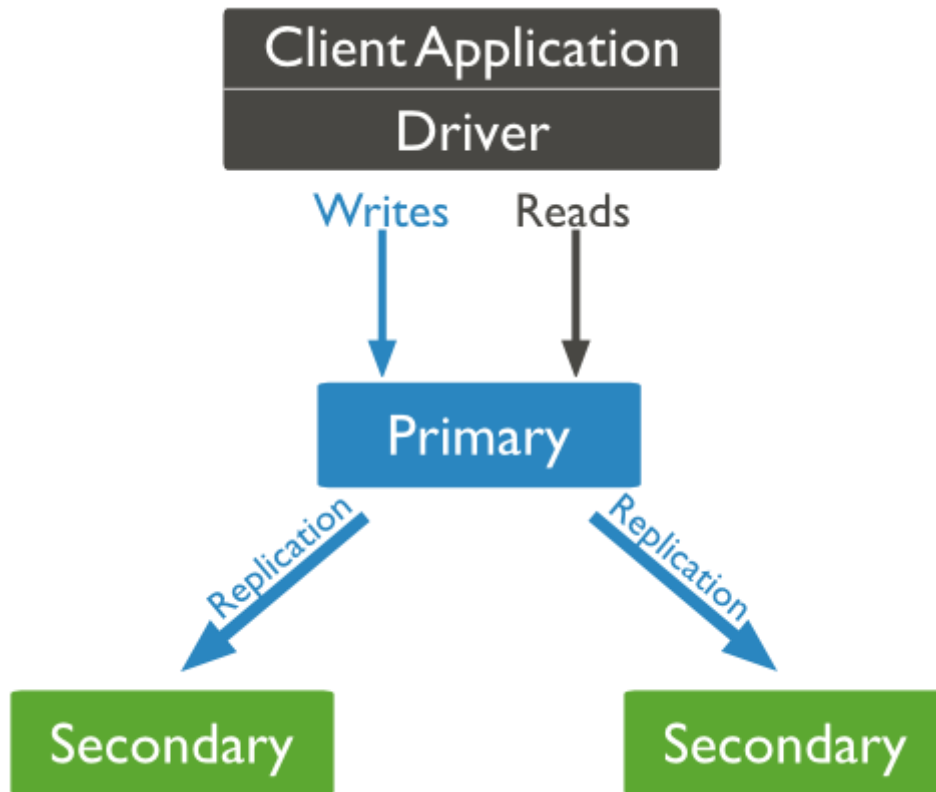 Client Application
Driver
Writes
Reads
Primary
Replication
Replication
Secondary
Secondary